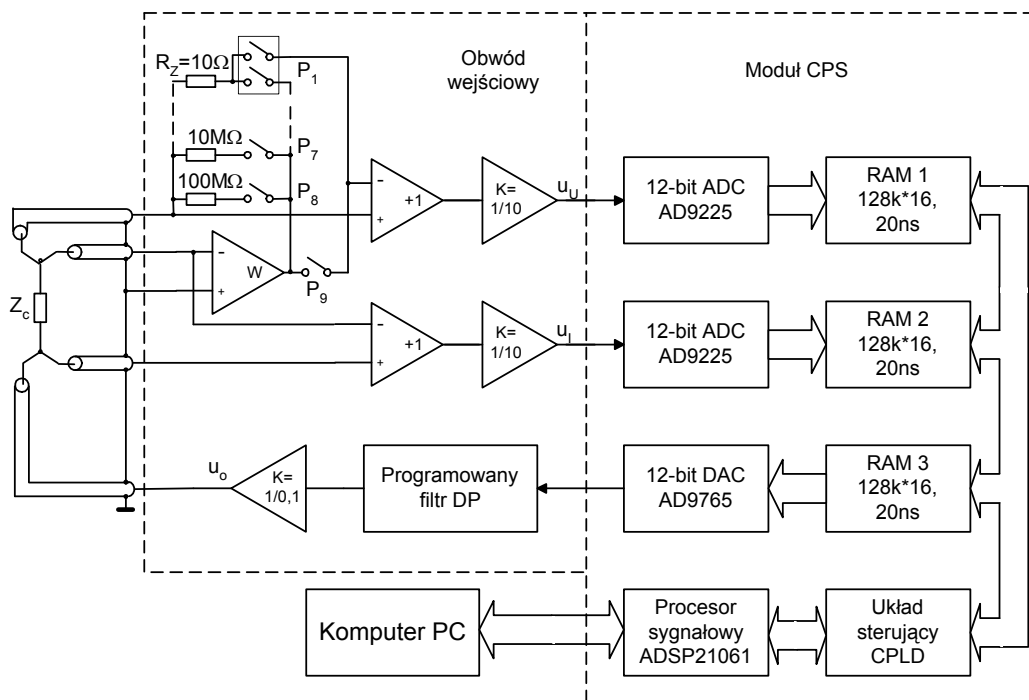 Obwód
wejściowy
Moduł CPS
R_Z=10Ω
P_1
10MΩ
P_7
100MΩ
P_8
-
+
+1
K=
1/10
u_U
12-bit ADC
AD9225
RAM 1
128k*16,
20ns
-
+
W
P_9
Z_c
-
+
+1
K=
1/10
u_I
12-bit ADC
AD9225
RAM 2
128k*16,
20ns
u_o
K=
1/0,1
Programowany
filtr DP
12-bit DAC
AD9765
RAM 3
128k*16,
20ns
Komputer PC
Procesor
sygnałowy
ADSP21061
Układ
sterujący
CPLD